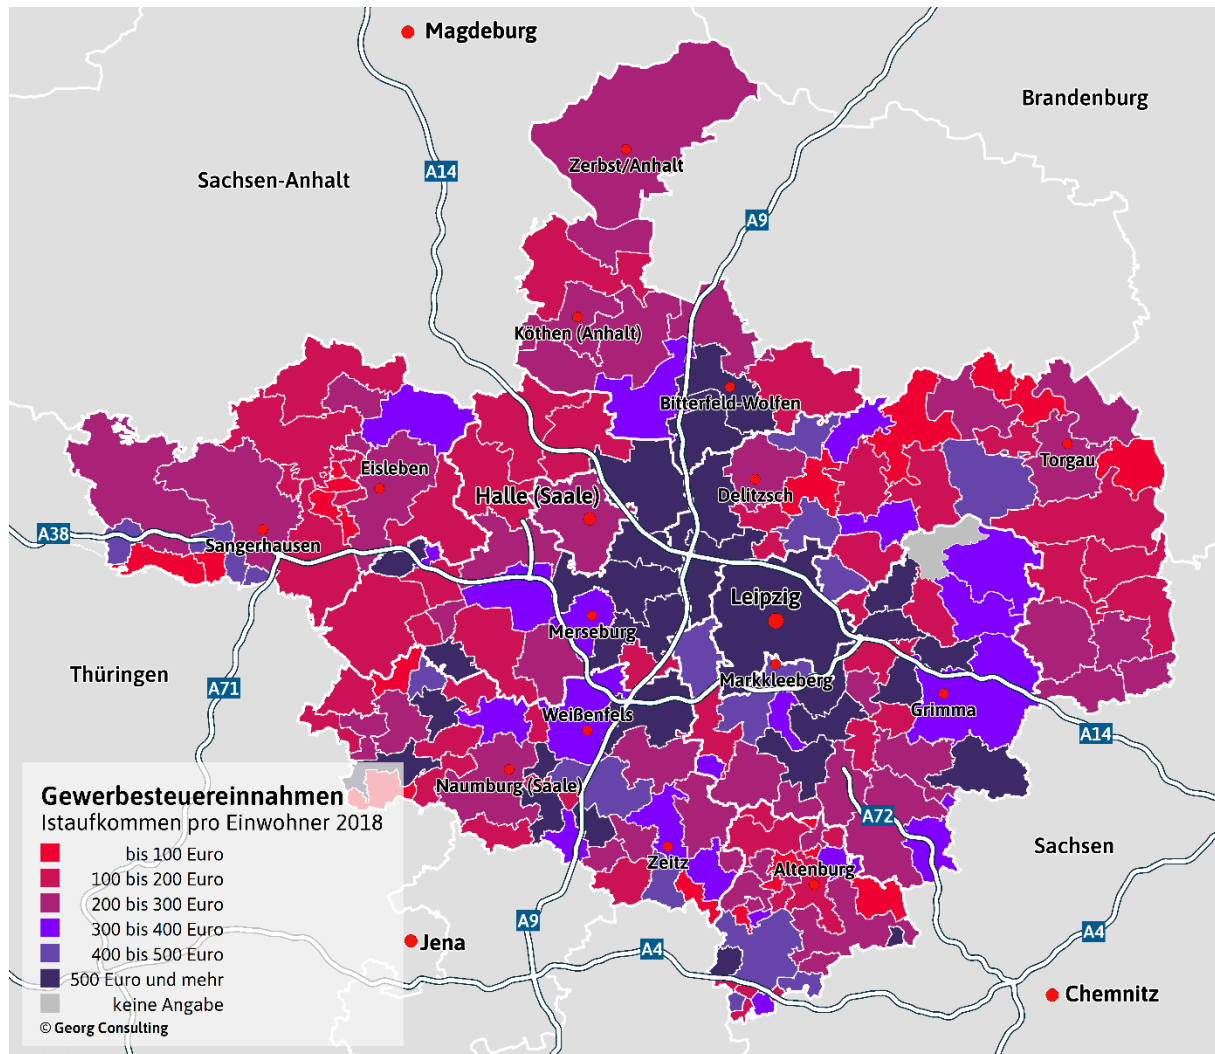 Magdeburg
Brandenburg
Zerbst/Anhalt
A14
Sachsen-Anhalt
A9
Köthen (Anhalt)
Bitterfeld-Wolfen
Eisleben
Torgau
Delitzsch
Halle (Saale)
A38
Sangerhausen
Leipzig
Merseburg
Thüringen
Markkleeberg
A71
Grimma
Weißenfels
A14
Naumburg (Saale)
Gewerbesteuereinnahmen
Istaufkommen pro Einwohner 2018
bis 100 Euro
100 bis 200 Euro
200 bis 300 Euro
300 bis 400 Euro
400 bis 500 Euro
500 Euro und mehr
keine Angabe
© Georg Consulting
A72
Sachsen
Zeitz
Altenburg
A9
A4
A4
Jena
Chemnitz